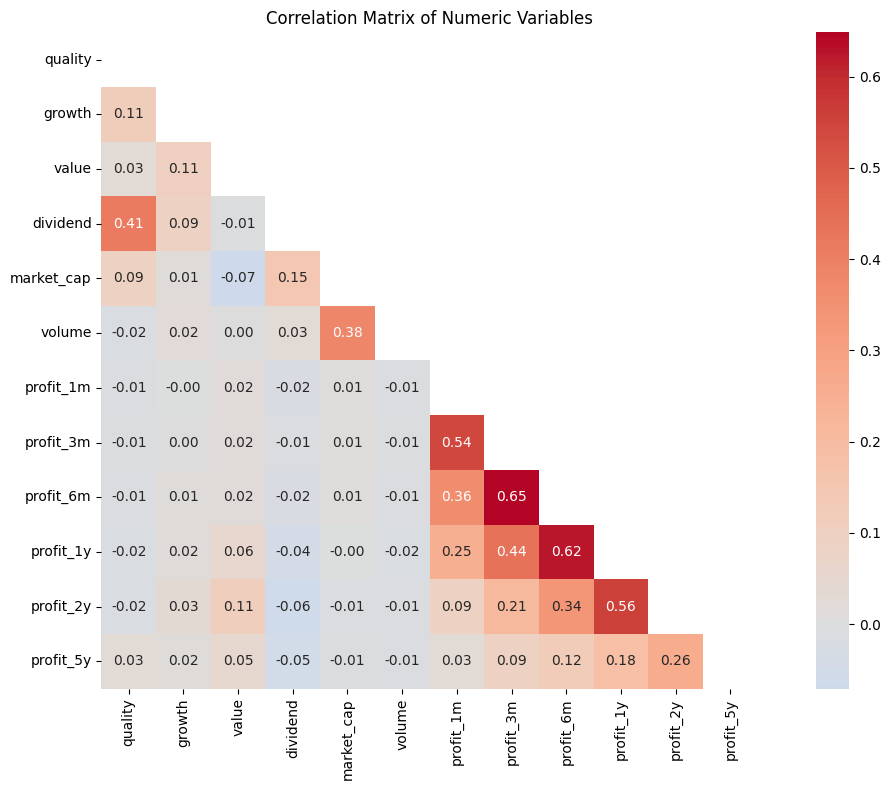 Correlation Matrix of Numeric Variables
quality
growth 0.11
value 0.03 0.11
dividend 0.41 0.09 -0.01
market_cap 0.09 0.01 -0.07 0.15
volume -0.02 0.02 0.00 0.03 0.38
profit_1m -0.01 -0.00 0.02 -0.02 0.01 -0.01
profit_3m -0.01 0.00 0.02 -0.01 0.01 -0.01 0.54
profit_6m -0.01 0.01 0.02 -0.02 0.01 -0.01 0.36 0.65
profit_1y -0.02 0.02 0.06 -0.04 -0.00 -0.02 0.25 0.44 0.62
profit_2y -0.02 0.03 0.11 -0.06 -0.01 -0.01 0.09 0.21 0.34 0.56
profit_5y 0.03 0.02 0.05 -0.05 -0.01 -0.01 0.03 0.09 0.12 0.18 0.26
quality growth value dividend market_cap volume profit_1m profit_3m profit_6m profit_1y profit_2y profit_5y
0.6
0.5
0.4
0.3
0.2
0.1
0.0